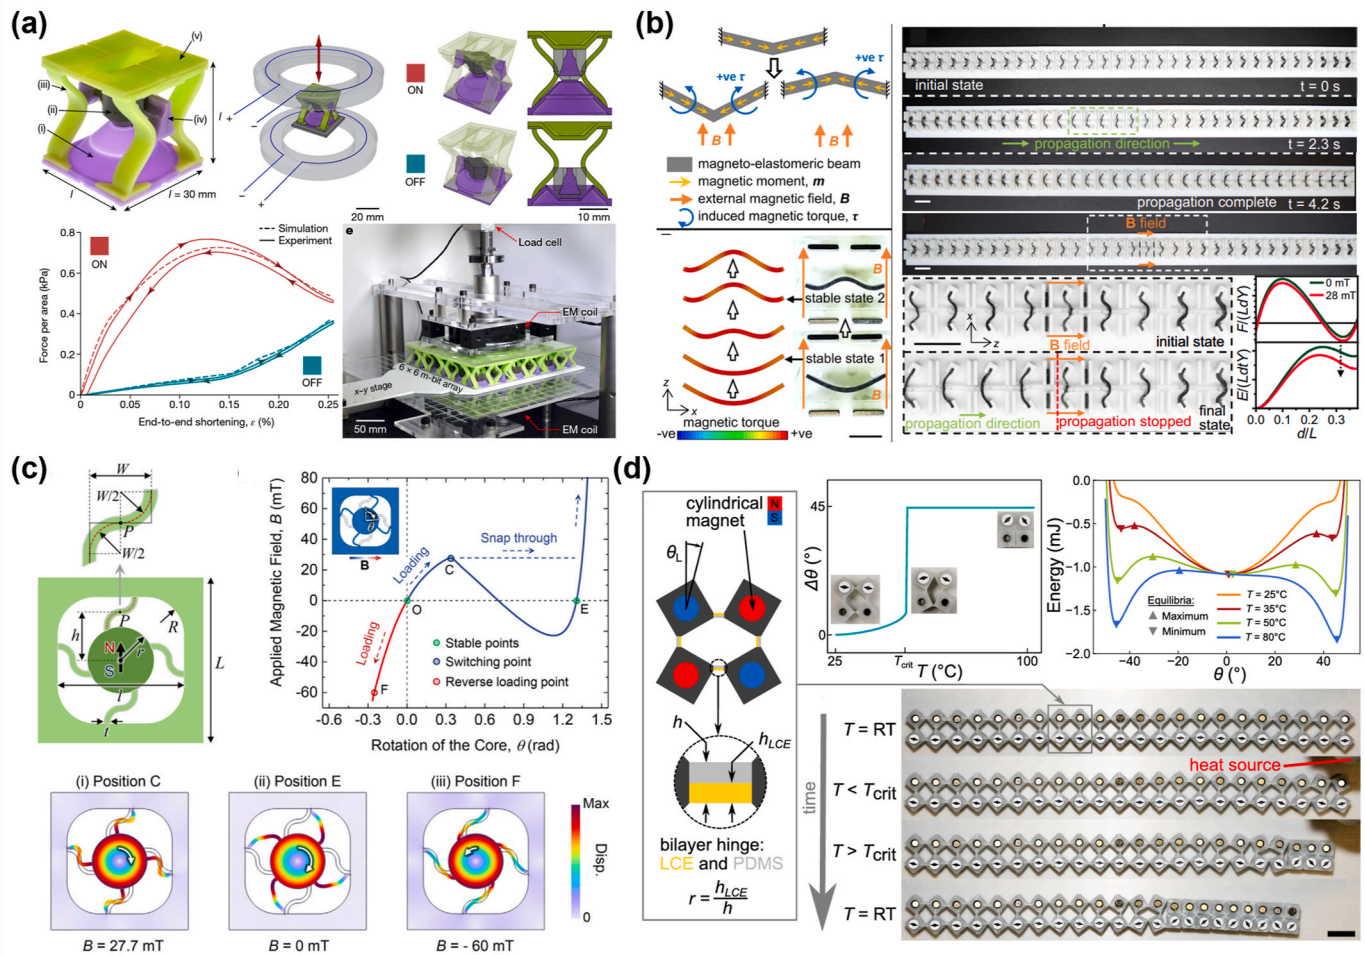 (a)
(v)
(iii)
(ii)
(i)
(iv)
l
l
l = 30 mm
+
−
−
+
20 mm
ON
OFF
10 mm
Force per area (kPa)
0.8
0.6
0.4
0.2
0
ON
Simulation
Experiment
OFF
0
0.05
0.10
0.15
0.20
0.25
End-to-end shortening, ε (%)
e
Load cell
EM coil
6 × 6 m-bit array
x–y stage
EM coil
50 mm
(b)
+ve τ
+ve τ
B
B
magneto-elastomeric beam
magnetic moment, m
external magnetic field, B
induced magnetic torque, τ
B
stable state 2
stable state 1
B
z
x
magnetic torque
-ve
+ve
initial state
t = 0 s
propagation direction
t = 2.3 s
propagation complete
t = 4.2 s
B field
x
z
B field
initial state
propagation direction
propagation stopped
final
state
0 mT
28 mT
F/(LdY)
E/(LdY)
0
0.1
0.2
0.3
d/L
(c)
W
W/2
P
W/2
P
h
R
N
r
S
L
l
t
Applied Magnetic Field, B (mT)
80
60
40
20
0
-20
-40
-60
B
θ
Loading
Snap through
C
O
E
Loading
F
Stable points
Switching point
Reverse loading point
-0.6
-0.3
0.0
0.3
0.6
0.9
1.2
1.5
Rotation of the Core, θ (rad)
(i) Position C
(ii) Position E
(iii) Position F
Max
Disp.
0
B = 27.7 mT
B = 0 mT
B = - 60 mT
(d)
cylindrical
magnet
N
S
θL
h
hLCE
bilayer hinge:
LCE and PDMS
r = hLCE/h
Δθ (°)
45
0
25
Tcrit
100
T (°C)
Energy (mJ)
0
−0.5
−1.0
−1.5
−2.0
Equilibria:
Maximum
Minimum
T = 25°C
T = 35°C
T = 50°C
T = 80°C
−40
−20
0
20
40
θ (°)
time
T = RT
heat source
T < Tcrit
T > Tcrit
T = RT